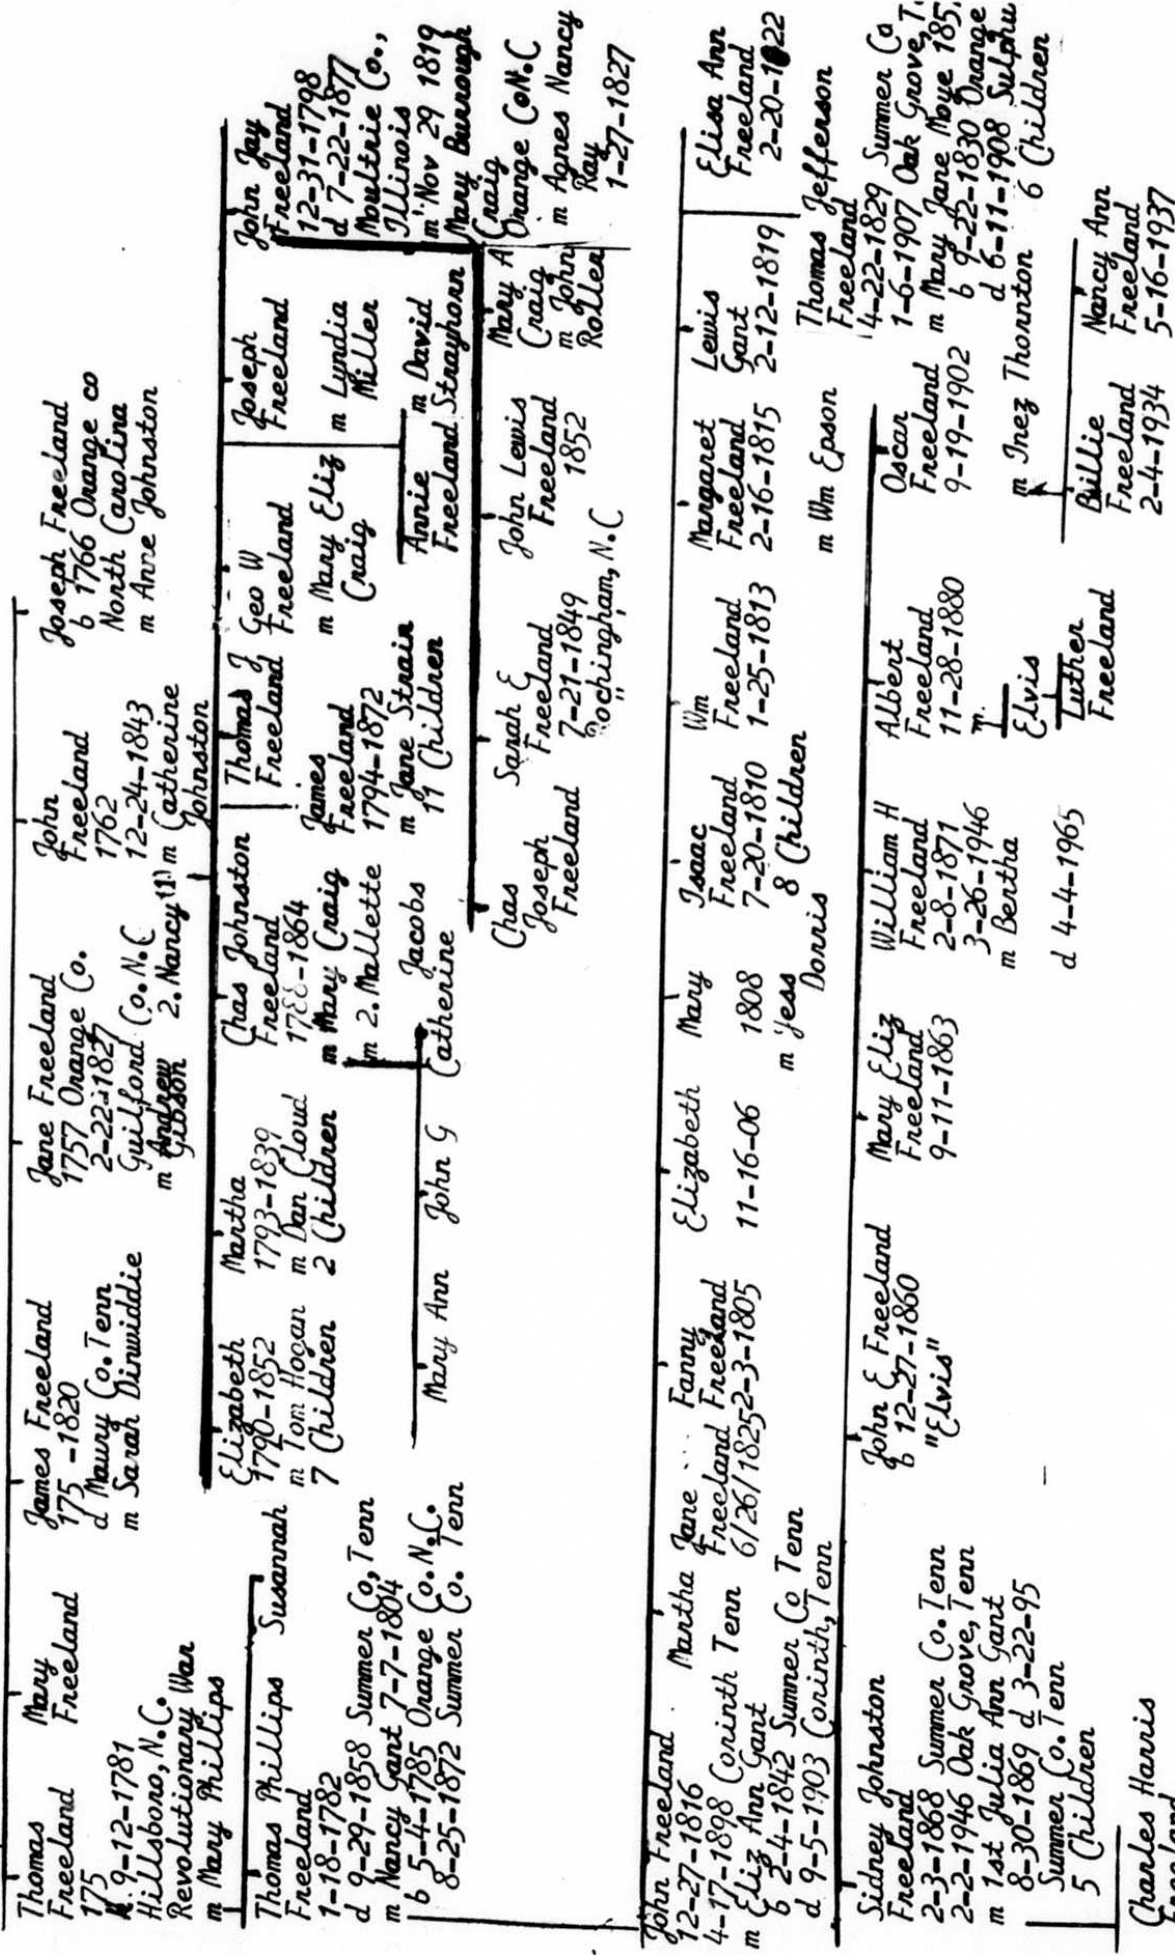 Thomas
Freeland
175
k. 9-12-1781
Hillsboro, N.C.
Revolutionary War
m Mary Phillips
Mary
Freeland
James Freeland
175 -1820
d Maury Co. Tenn
m Sarah Dinwiddie
Jane Freeland
1757 Orange Co.
2-22-1827
Guilford Co. N.C
m Andrew
Gibson
2. Nancy (1)
John
Freeland
1762
12-24-1843
m Catherine
Johnston
Joseph Freeland
b 1766 Orange co
North Carolina
m Anne Johnston
Thomas Phillips
Freeland
1-18-1782
d 9-29-1858 Summer Co, Tenn
m Nancy Gant 7-7-1804
b 5-4-1785 Orange Co. N.C.
8-25-1872 Summer Co. Tenn
Susannah
Elizabeth
1790-1852
m Tom Hogan
7 Children
Martha
1793-1839
m Dan Cloud
2 Children
Chas Johnston
Freeland
1788-1864
m Mary Craig
m 2. Mallette
Jacobs
Thomas J
Freeland
James
Freeland
1794-1872
m Jane Strain
11 Children
Geo W
Freeland
m Mary Eliz
Craig
Joseph
Freeland
m Lyndia
Miller
John Jay
Freeland
12-31-1798
d 7-22-1877
Moultrie Co.,
Illinois
m Nov 29 1819
Mary Burrough
Craig
Orange Co N.C
m Agnes Nancy
Ray
1-27-1827
Annie
Freeland
m David
Strayhorn
Mary Ann
John G
Catherine
Chas
Joseph
Freeland
Sarah E
Freeland
7-21-1849
Rochingham, N.C
John Lewis
Freeland
1852
Mary A
Craig
m John
Roller
John Freeland
12-27-1816
4-17-1898 Corinth Tenn
m Eliz Ann Gant
b 2-4-1842 Sumner Co Tenn
d 9-5-1903 Corinth, Tenn
Martha
Jane
Freeland
6/26/1825
Fanny
Freeland
2-3-1805
Elizabeth
11-16-06
Mary
1808
m Jess
Dorris
Isaac
Freeland
7-20-1810
8 Children
Wm
Freeland
1-25-1813
Margaret
Freeland
2-16-1815
m Wm Epson
Lewis
Gant
2-12-1819
Elisa Ann
Freeland
2-20-1822
Thomas Jefferson
Freeland
4-22-1829 Summer Co
1-6-1907 Oak Grove, T
m Mary Jane Moye 185
b 9-22-1830 Orange
d 6-11-1908 Sulphu
6 Children
Sidney Johnston
Freeland
2-3-1868 Summer Co. Tenn
2-2-1946 Oak Grove, Tenn
m 1st Julia Ann Gant
8-30-1869 d 3-22-95
Summer Co. Tenn
5 Children
John E Freeland
b 12-27-1860
"Elvis"
Mary Eliz
Freeland
9-11-1863
William H
Freeland
2-8-1871
3-26-1946
m Bertha
d 4-4-1965
Albert
Freeland
11-28-1880
m.
Elvis
Luther
Freeland
Oscar
Freeland
9-19-1902
m Inez Thornton
Billie
Freeland
2-4-1934
Nancy Ann
Freeland
5-16-1937
Charles Harris
Freeland